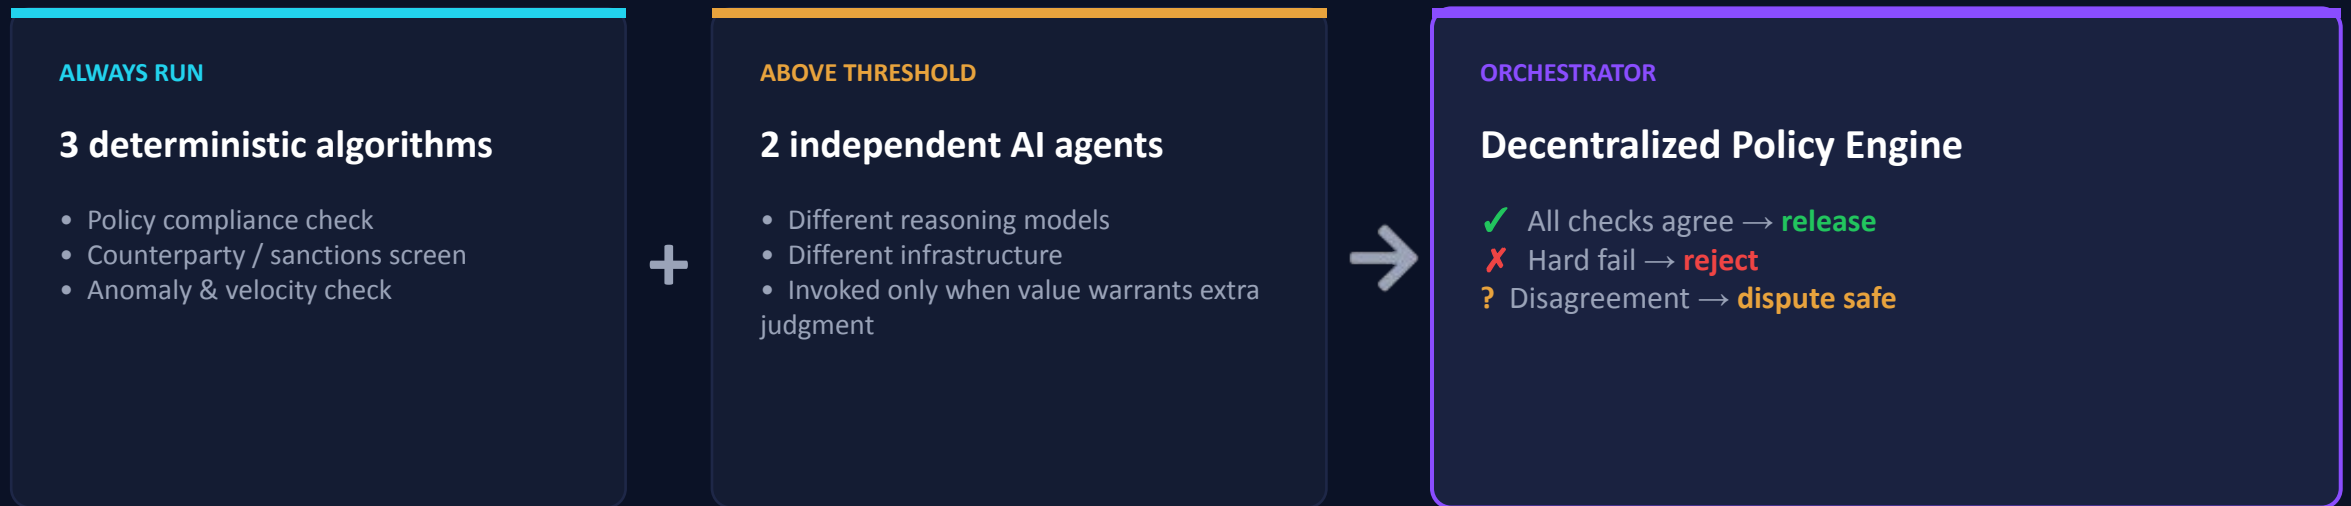 ALWAYS RUN
3 deterministic algorithms
• Policy compliance check
• Counterparty / sanctions screen
• Anomaly & velocity check
+
ABOVE THRESHOLD
2 independent AI agents
• Different reasoning models
• Different infrastructure
• Invoked only when value warrants extra
judgment
→
ORCHESTRATOR
Decentralized Policy Engine
✓ All checks agree → release
✗ Hard fail → reject
? Disagreement → dispute safe